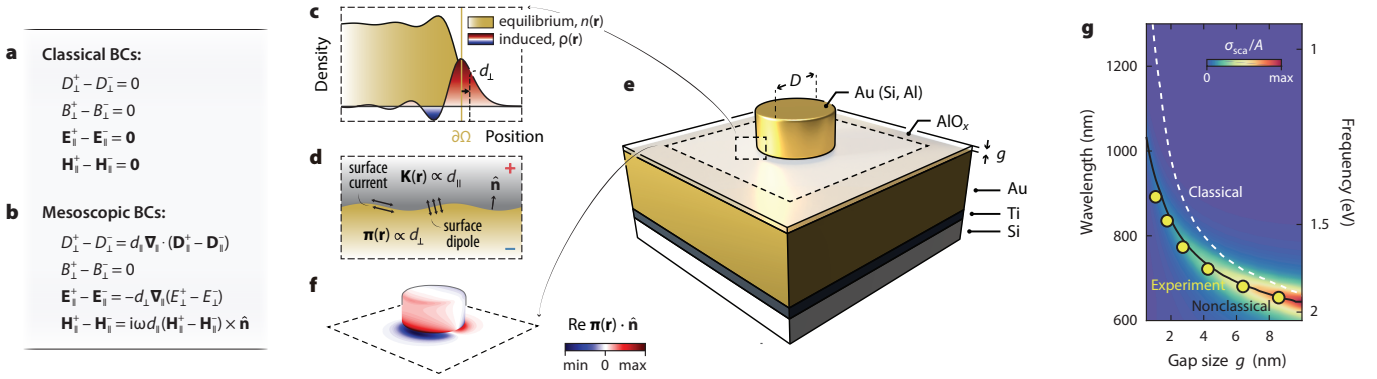 a
Classical BCs:
D⊥⁺ – D⊥⁻ = 0
B⊥⁺ – B⊥⁻ = 0
E∥⁺ – E∥⁻ = 0
H∥⁺ – H∥⁻ = 0
b
Mesoscopic BCs:
D⊥⁺ – D⊥⁻ = d∥∇∥·(D∥⁺ – D∥⁻)
B⊥⁺ – B⊥⁻ = 0
E∥⁺ – E∥⁻ = –d⊥∇∥(E⊥⁺ – E⊥⁻)
H∥⁺ – H∥⁻ = iωd∥(H∥⁺ – H∥⁻) × n̂
c
Density
equilibrium, n(r)
induced, ρ(r)
d⊥
∂Ω
Position
d
surface
current
K(r) ∝ d∥
n̂
+
π(r) ∝ d⊥
surface
dipole
–
f
Re π(r) · n̂
min 0 max
e
D
Au (Si, Al)
AlOx
g
Au
Ti
Si
g
σsca/A
0 max
Wavelength (nm)
1200
1000
800
600
Frequency (eV)
1
1.5
2
Classical
Experiment
Nonclassical
2 4 6 8
Gap size g (nm)